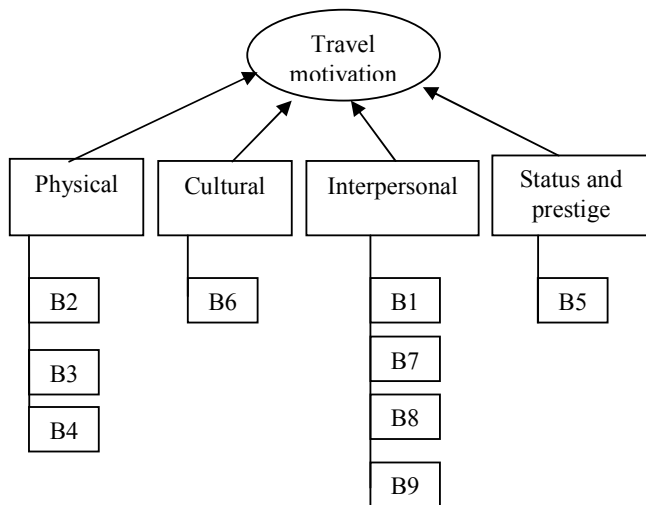 Travel
motivation
Physical
Cultural
Interpersonal
Status and
prestige
B2
B6
B1
B5
B3
B7
B4
B8
B9